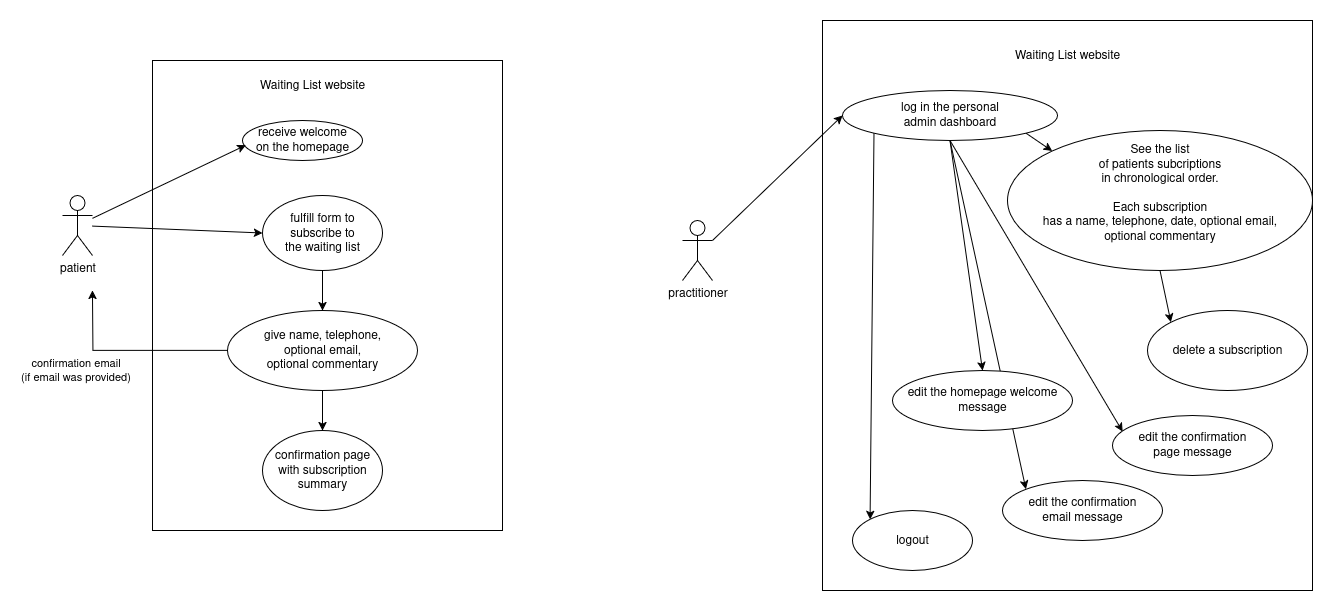 Waiting List website
receive welcome
on the homepage
fulfill form to
subscribe to
the waiting list
patient
give name, telephone,
optional email,
optional commentary
confirmation email
(if email was provided)
confirmation page
with subscription
summary
Waiting List website
log in the personal
admin dashboard
See the list
of patients subcriptions
in chronological order.
Each subscription
has a name, telephone, date, optional email,
optional commentary
practitioner
delete a subscription
edit the homepage welcome
message
edit the confirmation
page message
edit the confirmation
email message
logout